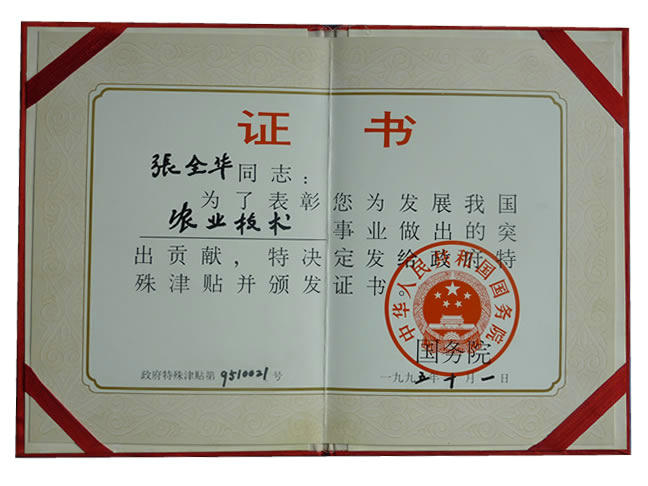 证书
張全华同志：
为了表彰您为发展我国
农业技术事业做出的突
出贡献，特决定发给政府特
殊津贴并颁发证书。
中华人民共和国国务院
国务院
政府特殊津贴第9510021号
一九九五年十月一日